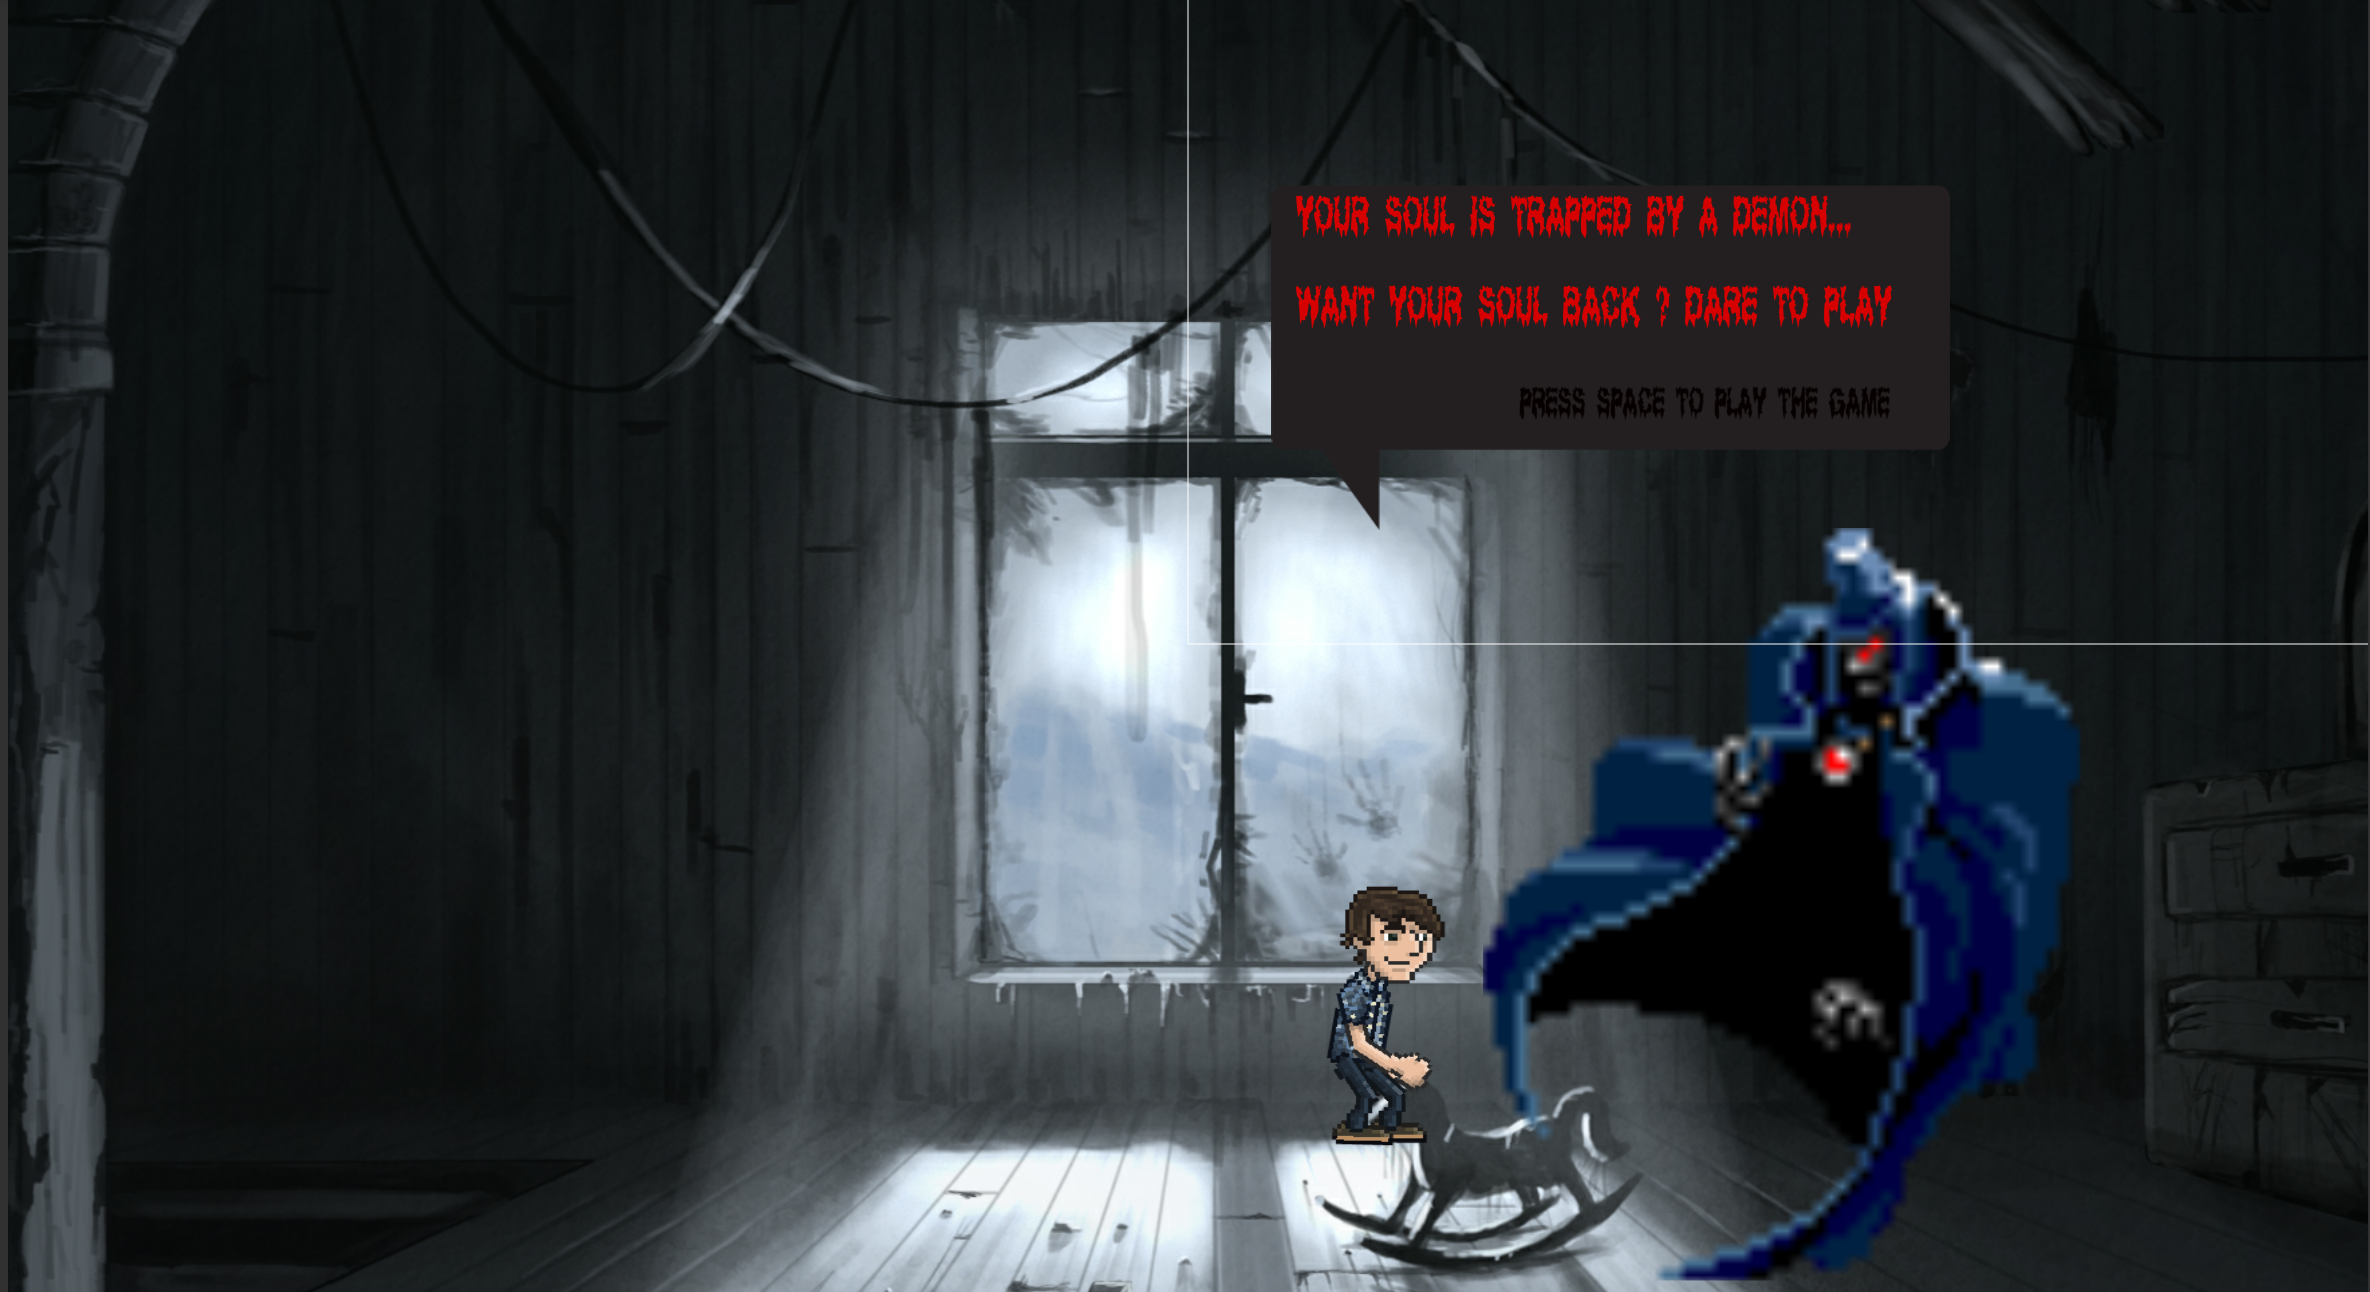 YOUR SOUL IS TRAPPED BY A DEMON...
WANT YOUR SOUL BACK ? DARE TO PLAY
PRESS SPACE TO PLAY THE GAME